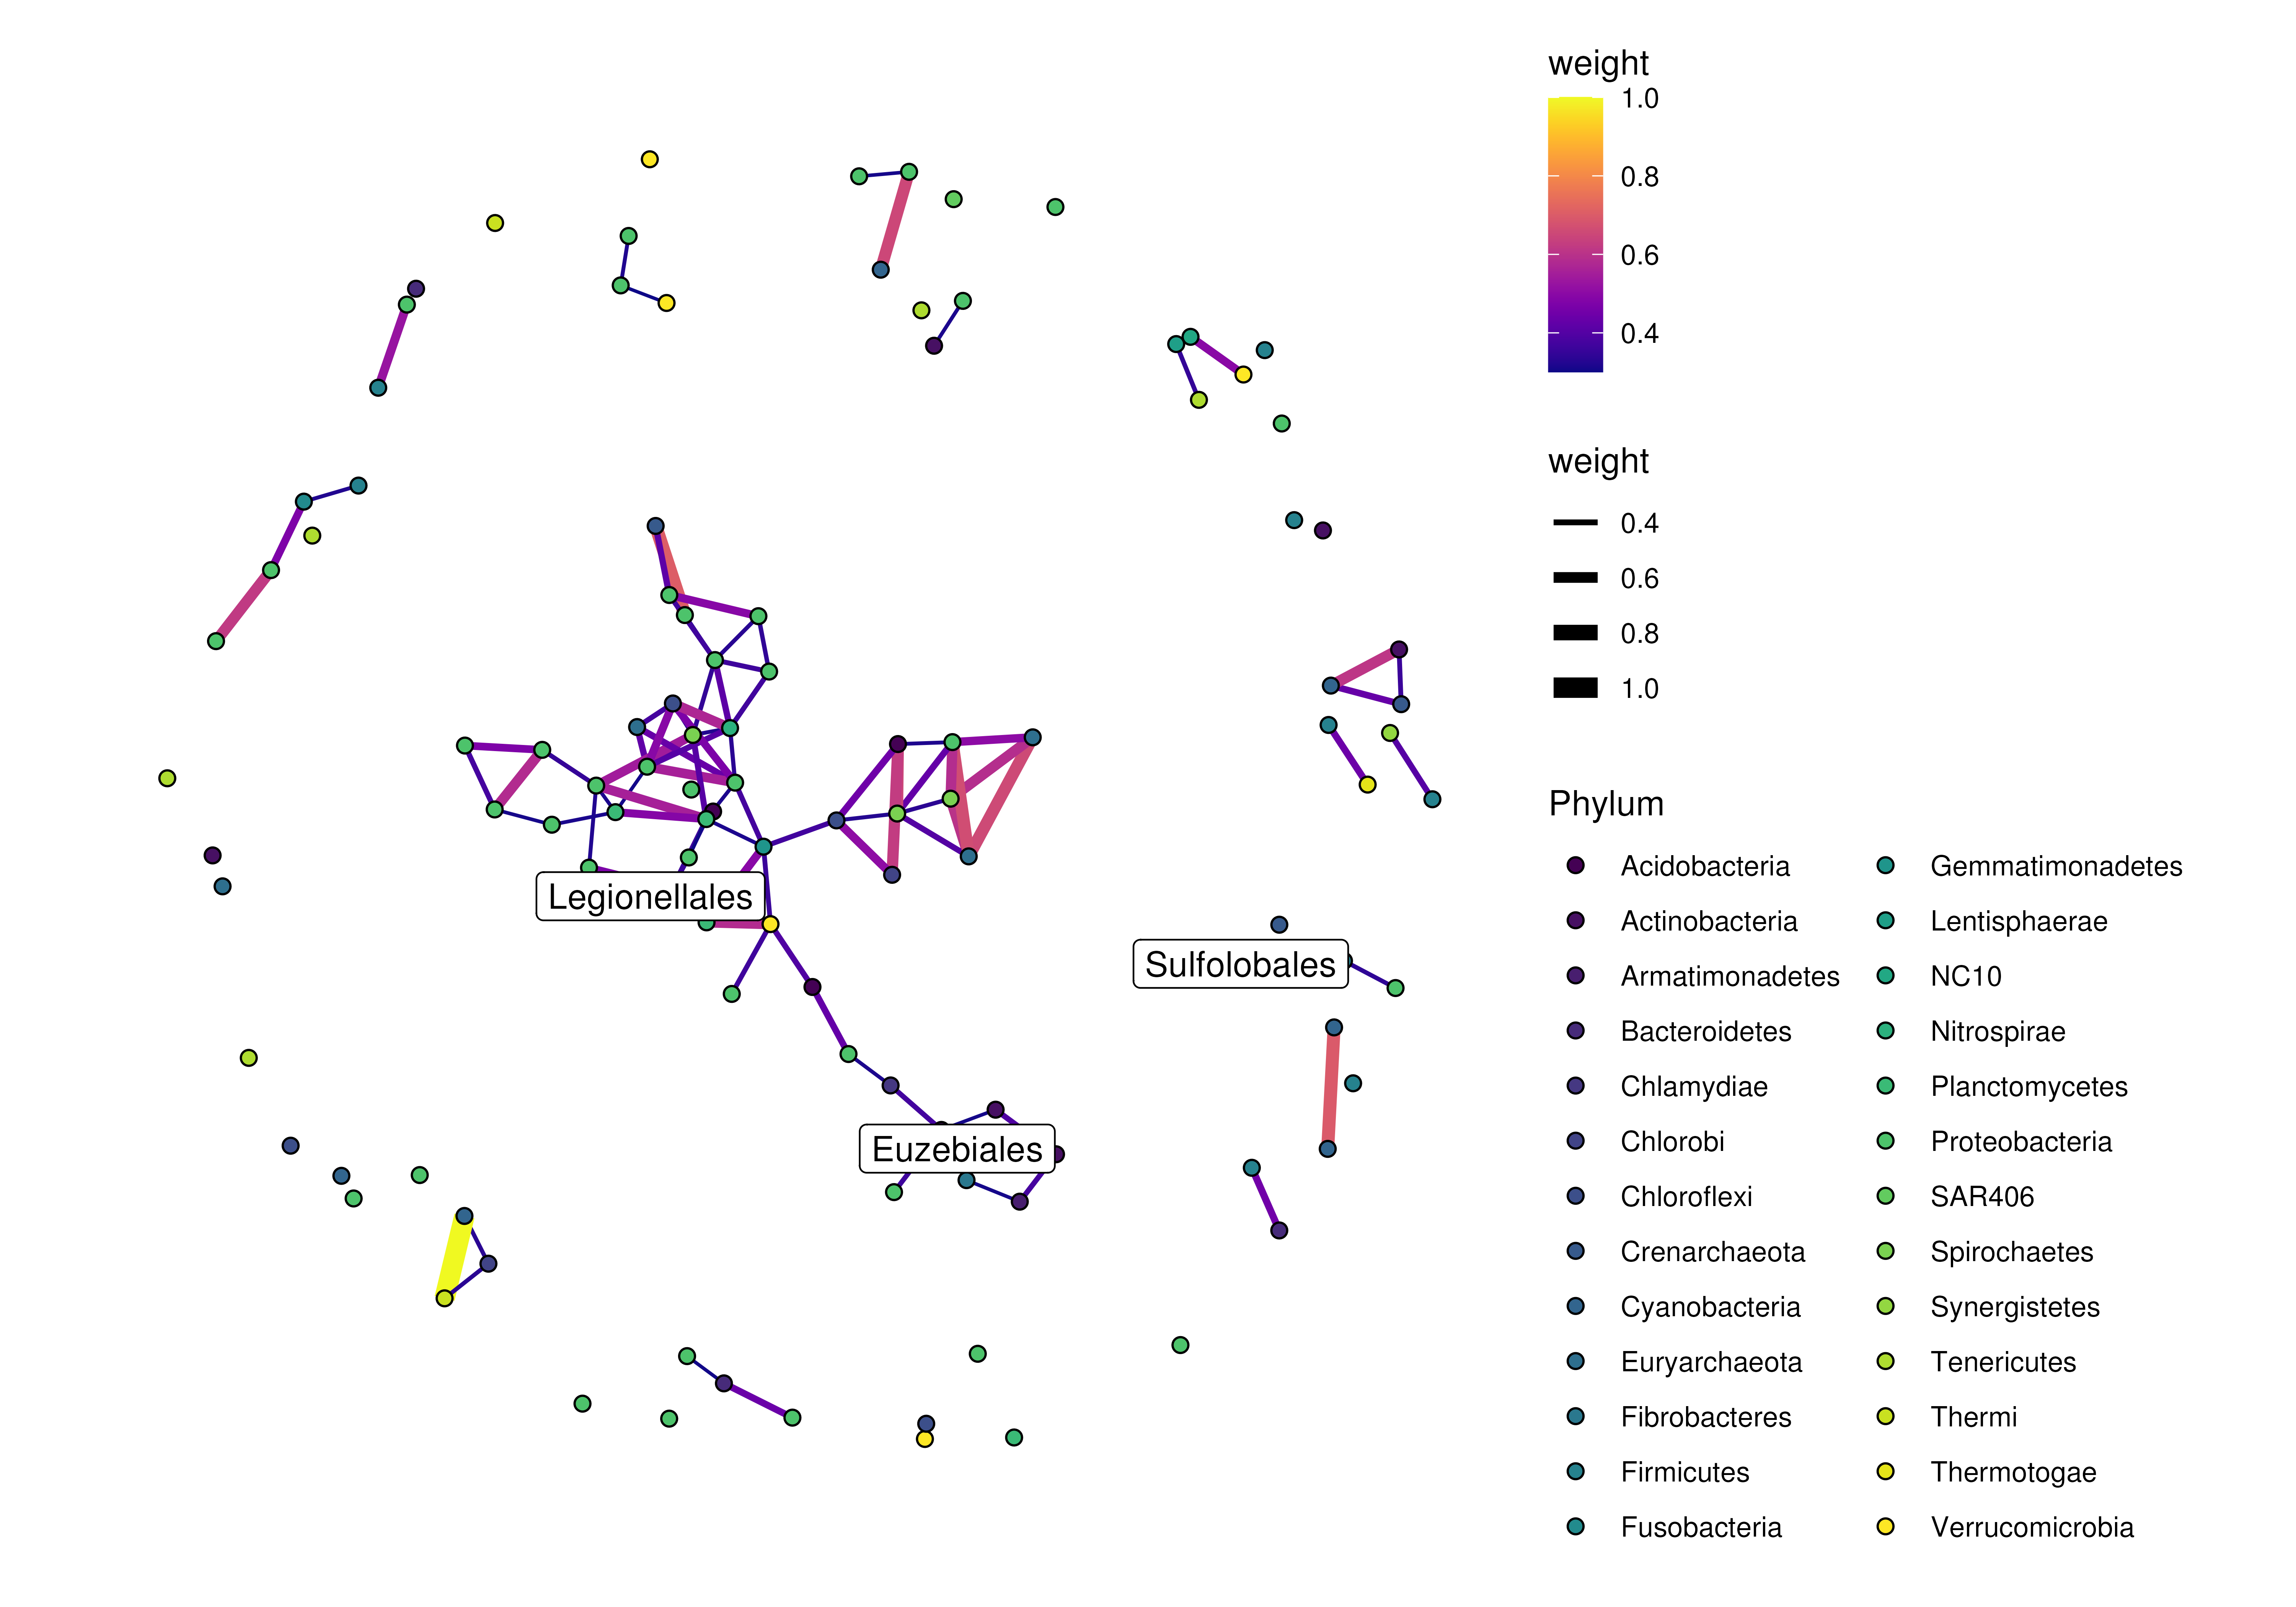 Legionellales
Sulfolobales
Euzebiales
weight
1.0
0.8
0.6
0.4
weight
0.4
0.6
0.8
1.0
Phylum
Acidobacteria
Actinobacteria
Armatimonadetes
Bacteroidetes
Chlamydiae
Chlorobi
Chloroflexi
Crenarchaeota
Cyanobacteria
Euryarchaeota
Fibrobacteres
Firmicutes
Fusobacteria
Gemmatimonadetes
Lentisphaerae
NC10
Nitrospirae
Planctomycetes
Proteobacteria
SAR406
Spirochaetes
Synergistetes
Tenericutes
Thermi
Thermotogae
Verrucomicrobia